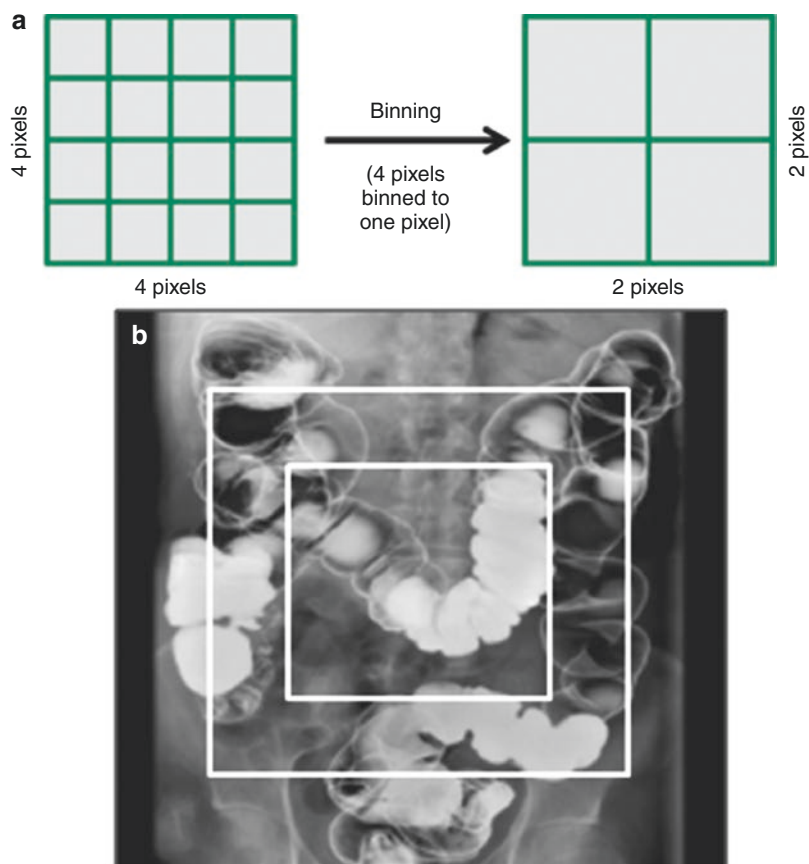 a
4 pixels
Binning
(4 pixels
binned to
one pixel)
2 pixels
4 pixels
2 pixels
b